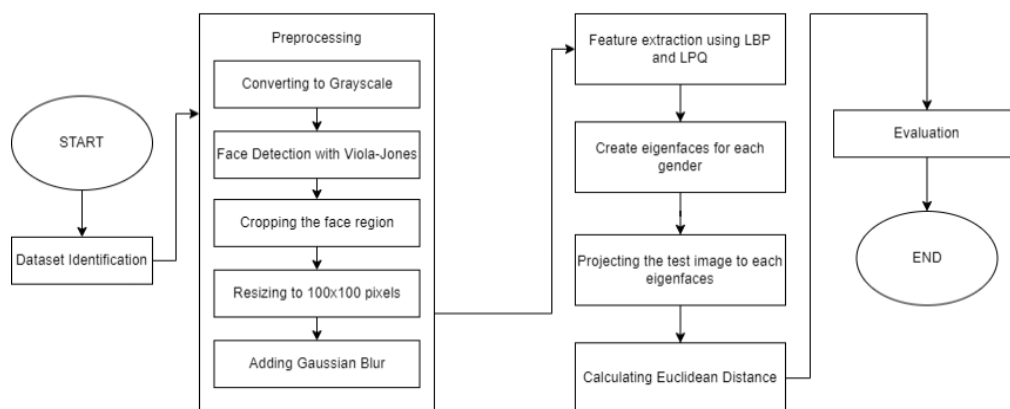 START
Dataset Identification
Preprocessing
Converting to Grayscale
Face Detection with Viola-Jones
Cropping the face region
Resizing to 100x100 pixels
Adding Gaussian Blur
Feature extraction using LBP
and LPQ
Create eigenfaces for each
gender
Projecting the test image to each
eigenfaces
Calculating Euclidean Distance
Evaluation
END